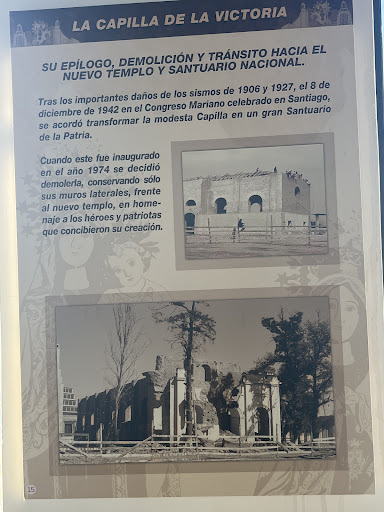 LA CAPILLA DE LA VICTORIA
SU EPÍLOGO, DEMOLICIÓN Y TRÁNSITO HACIA EL
NUEVO TEMPLO Y SANTUARIO NACIONAL.
Tras los importantes daños de los sismos de 1906 y 1927, el 8 de
diciembre de 1942 en el Congreso Mariano celebrado en Santiago,
se acordó transformar la modesta Capilla en un gran Santuario
de la Patria.
Cuando este fue inaugurado
en el año 1974 se decidió
demolerla, conservando sólo
sus muros laterales, frente
al nuevo templo, en home-
naje a los héroes y patriotas
que concibieron su creación.
15